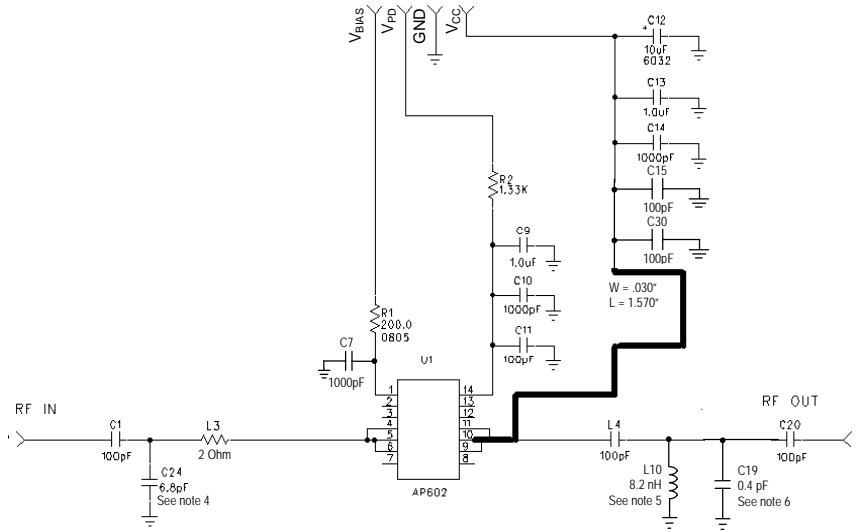 VBIAS
VPD
GND
VCC
+
C12
10uF
6032
C13
1.0uF
C14
1000pF
C15
100pF
C30
100pF
R2
1.33K
C9
1.0uF
C10
1000pF
C11
100pF
W = .030"
L = 1.570"
R1
200.0
0805
C7
1000pF
U1
1
2
3
4
5
6
7
14
13
12
11
10
9
8
AP602
RF IN
C1
100pF
L3
2 Ohm
C24
6.8pF
See note 4
RF OUT
L4
100pF
C20
100pF
L10
8.2 nH
See note 5
C19
0.4 pF
See note 6